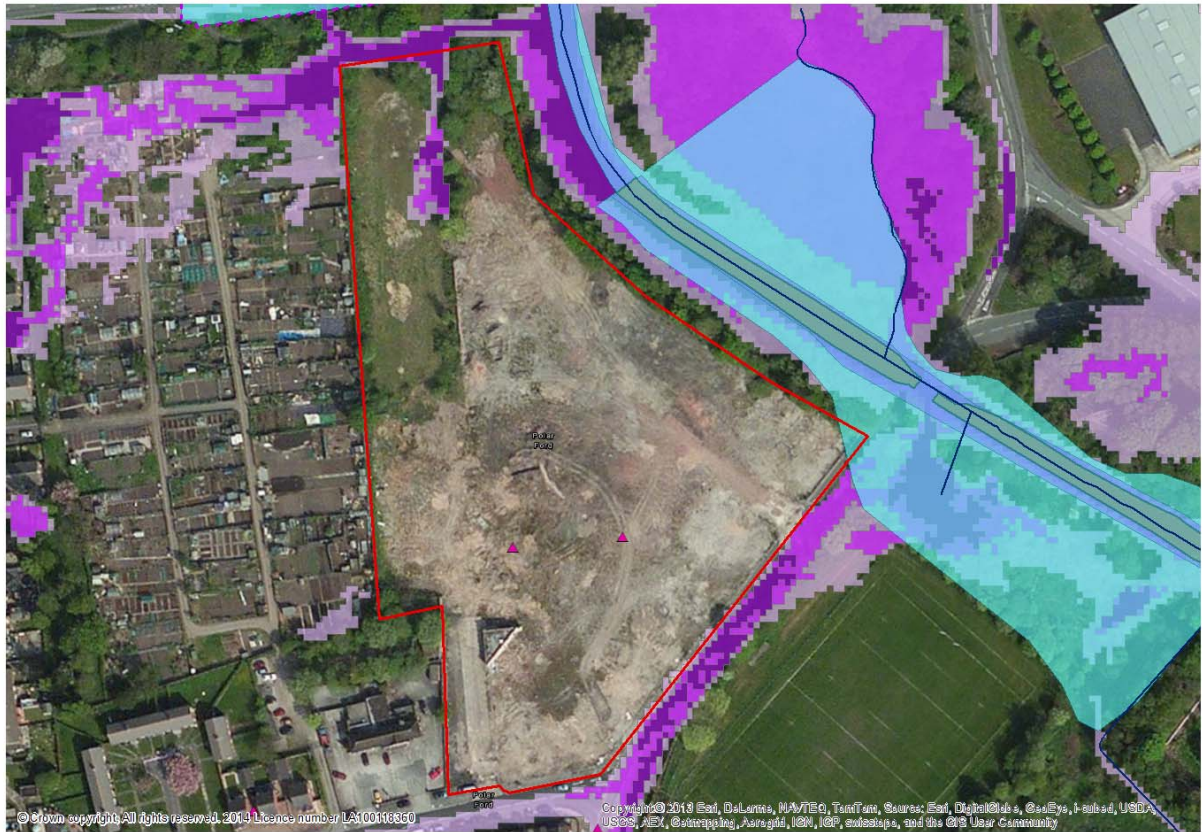 Polar
Ford
Polar
Ford
© Crown copyright, All rights reserved. 2014 Licence number LA100118360
Copyright:© 2013 Esri, DeLorme, NAVTEQ, TomTom, Source: Esri, DigitalGlobe, GeoEye, i-cubed, USDA,
USGS, AEX, Getmapping, Aerogrid, IGN, IGP, swisstopo, and the GIS User Community